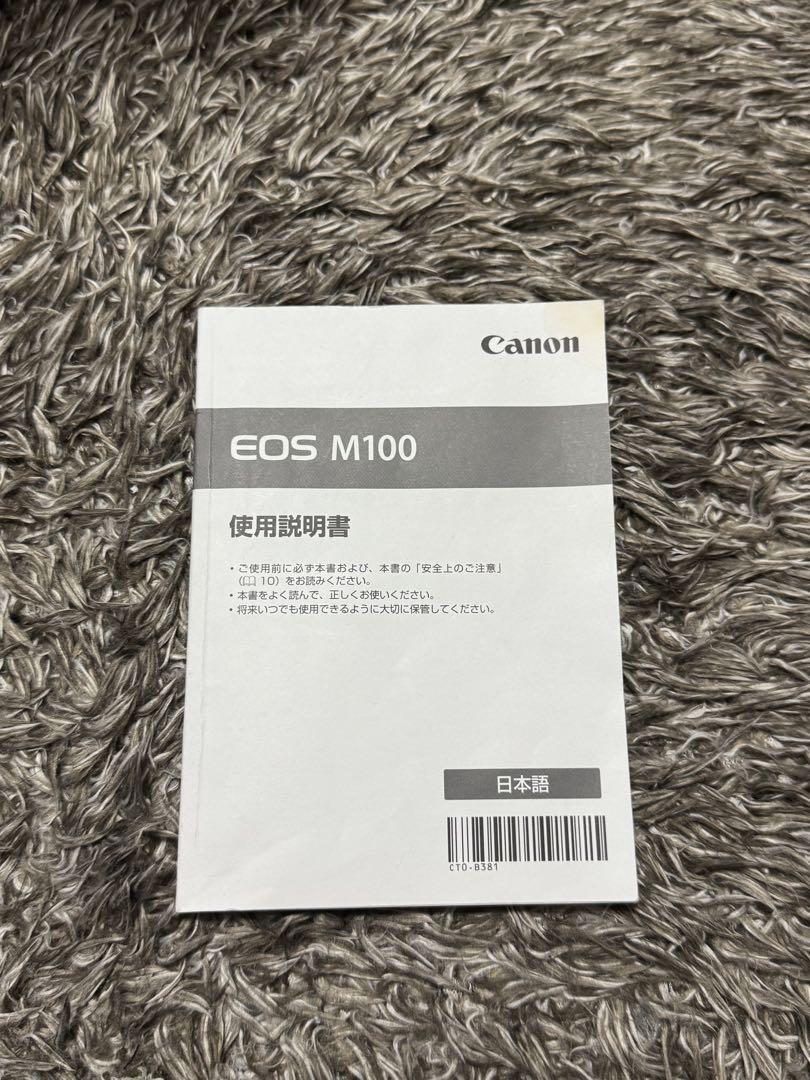 Canon
EOS M100
使用説明書
・ご使用前に必ず本書および、本書の「安全上のご注意」
（📖 10）をお読みください。
・本書をよく読んで、正しくお使いください。
・将来いつでも使用できるように大切に保管してください。
日本語
CT0-B381